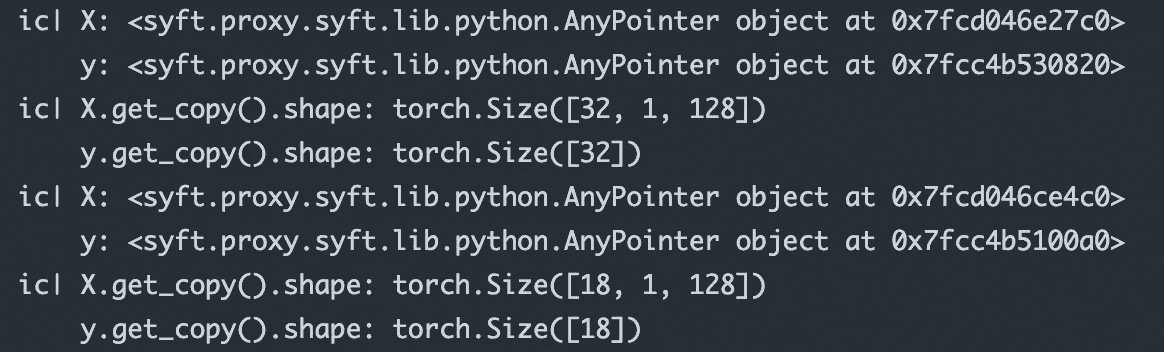 ic| X: <syft.proxy.syft.lib.python.AnyPointer object at 0x7fcd046e27c0>
    y: <syft.proxy.syft.lib.python.AnyPointer object at 0x7fcc4b530820>
ic| X.get_copy().shape: torch.Size([32, 1, 128])
    y.get_copy().shape: torch.Size([32])
ic| X: <syft.proxy.syft.lib.python.AnyPointer object at 0x7fcd046ce4c0>
    y: <syft.proxy.syft.lib.python.AnyPointer object at 0x7fcc4b5100a0>
ic| X.get_copy().shape: torch.Size([18, 1, 128])
    y.get_copy().shape: torch.Size([18])